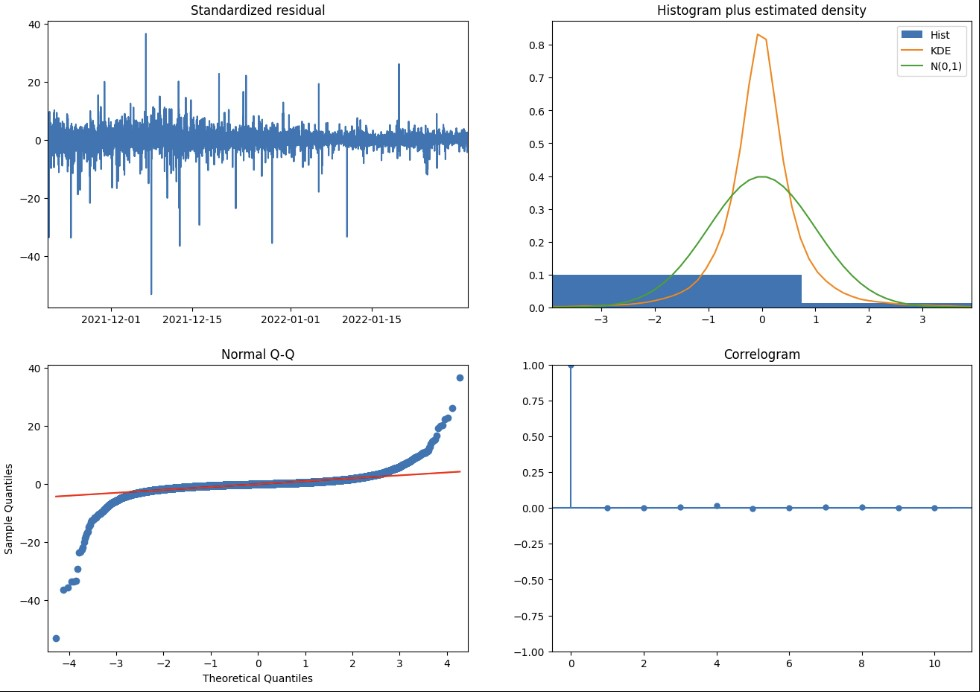 Standardized residual
40
20
0
−20
−40
2021-12-01 2021-12-15 2022-01-01 2022-01-15
Histogram plus estimated density
Hist
KDE
N(0,1)
0.8
0.7
0.6
0.5
0.4
0.3
0.2
0.1
0.0
−3 −2 −1 0 1 2 3
Normal Q-Q
Sample Quantiles
40
20
0
−20
−40
−4 −3 −2 −1 0 1 2 3 4
Theoretical Quantiles
Correlogram
1.00
0.75
0.50
0.25
0.00
−0.25
−0.50
−0.75
−1.00
0 2 4 6 8 10